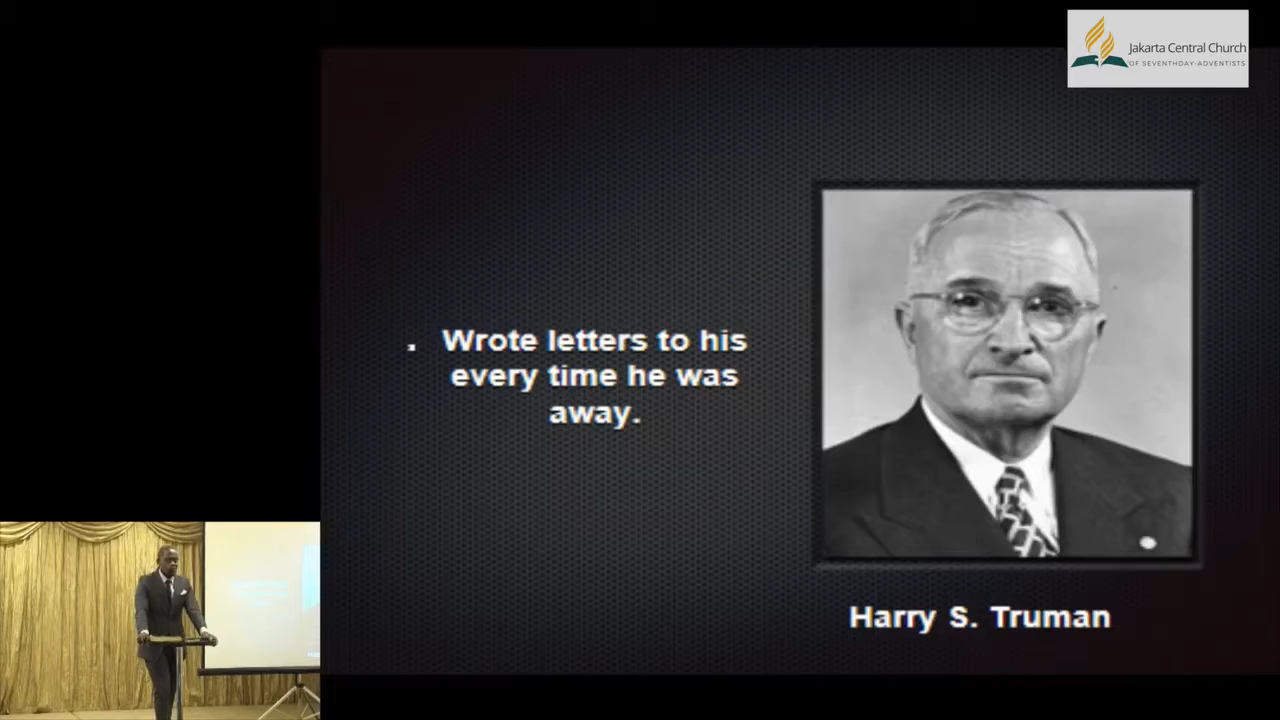 Jakarta Central Church
OF SEVENTHDAY-ADVENTISTS
. Wrote letters to his
every time he was
away.
Harry S. Truman